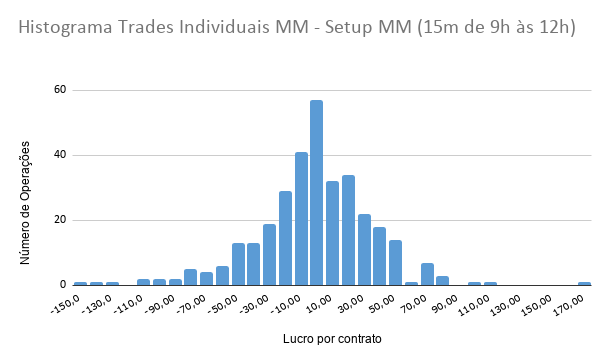 Histograma Trades Individuais MM - Setup MM (15m de 9h às 12h)
60
40
20
0
Número de Operações
-150,0 -130,0 -110,0 -90,00 -70,00 -50,00 -30,00 -10,00 10,00 30,00 50,00 70,00 90,00 110,00 130,00 150,00 170,00
Lucro por contrato